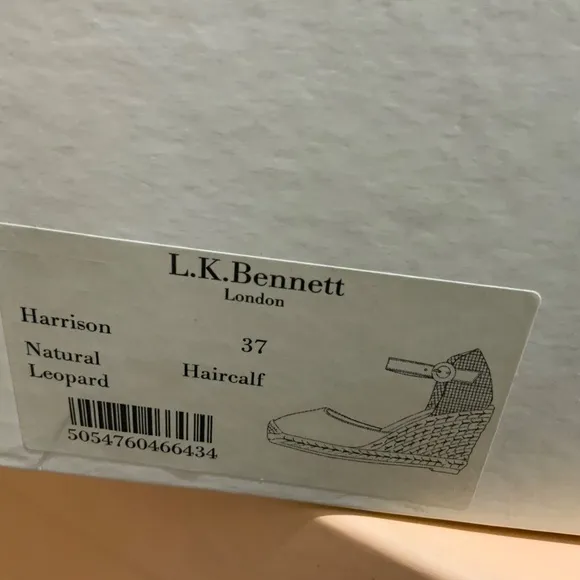 L.K.Bennett
London
Harrison
37
Natural
Leopard
Haircalf
5054760466434